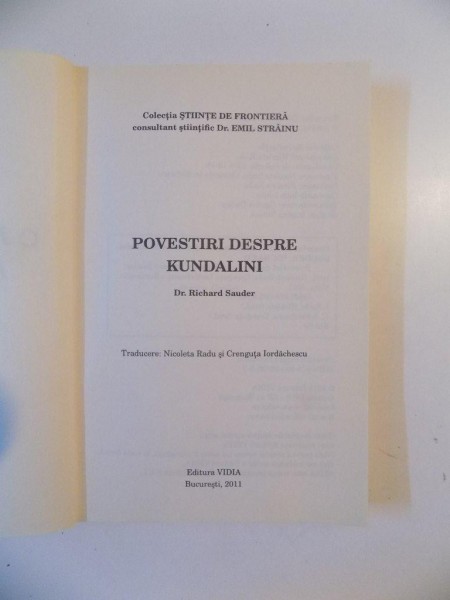 Colecția ȘTIINȚE DE FRONTIERĂ
consultant științific Dr. EMIL STRĂINU
POVESTIRI DESPRE
KUNDALINI
Dr. Richard Sauder
Traducere: Nicoleta Radu și Crenguța Iordăchescu
Editura VIDIA
București, 2011